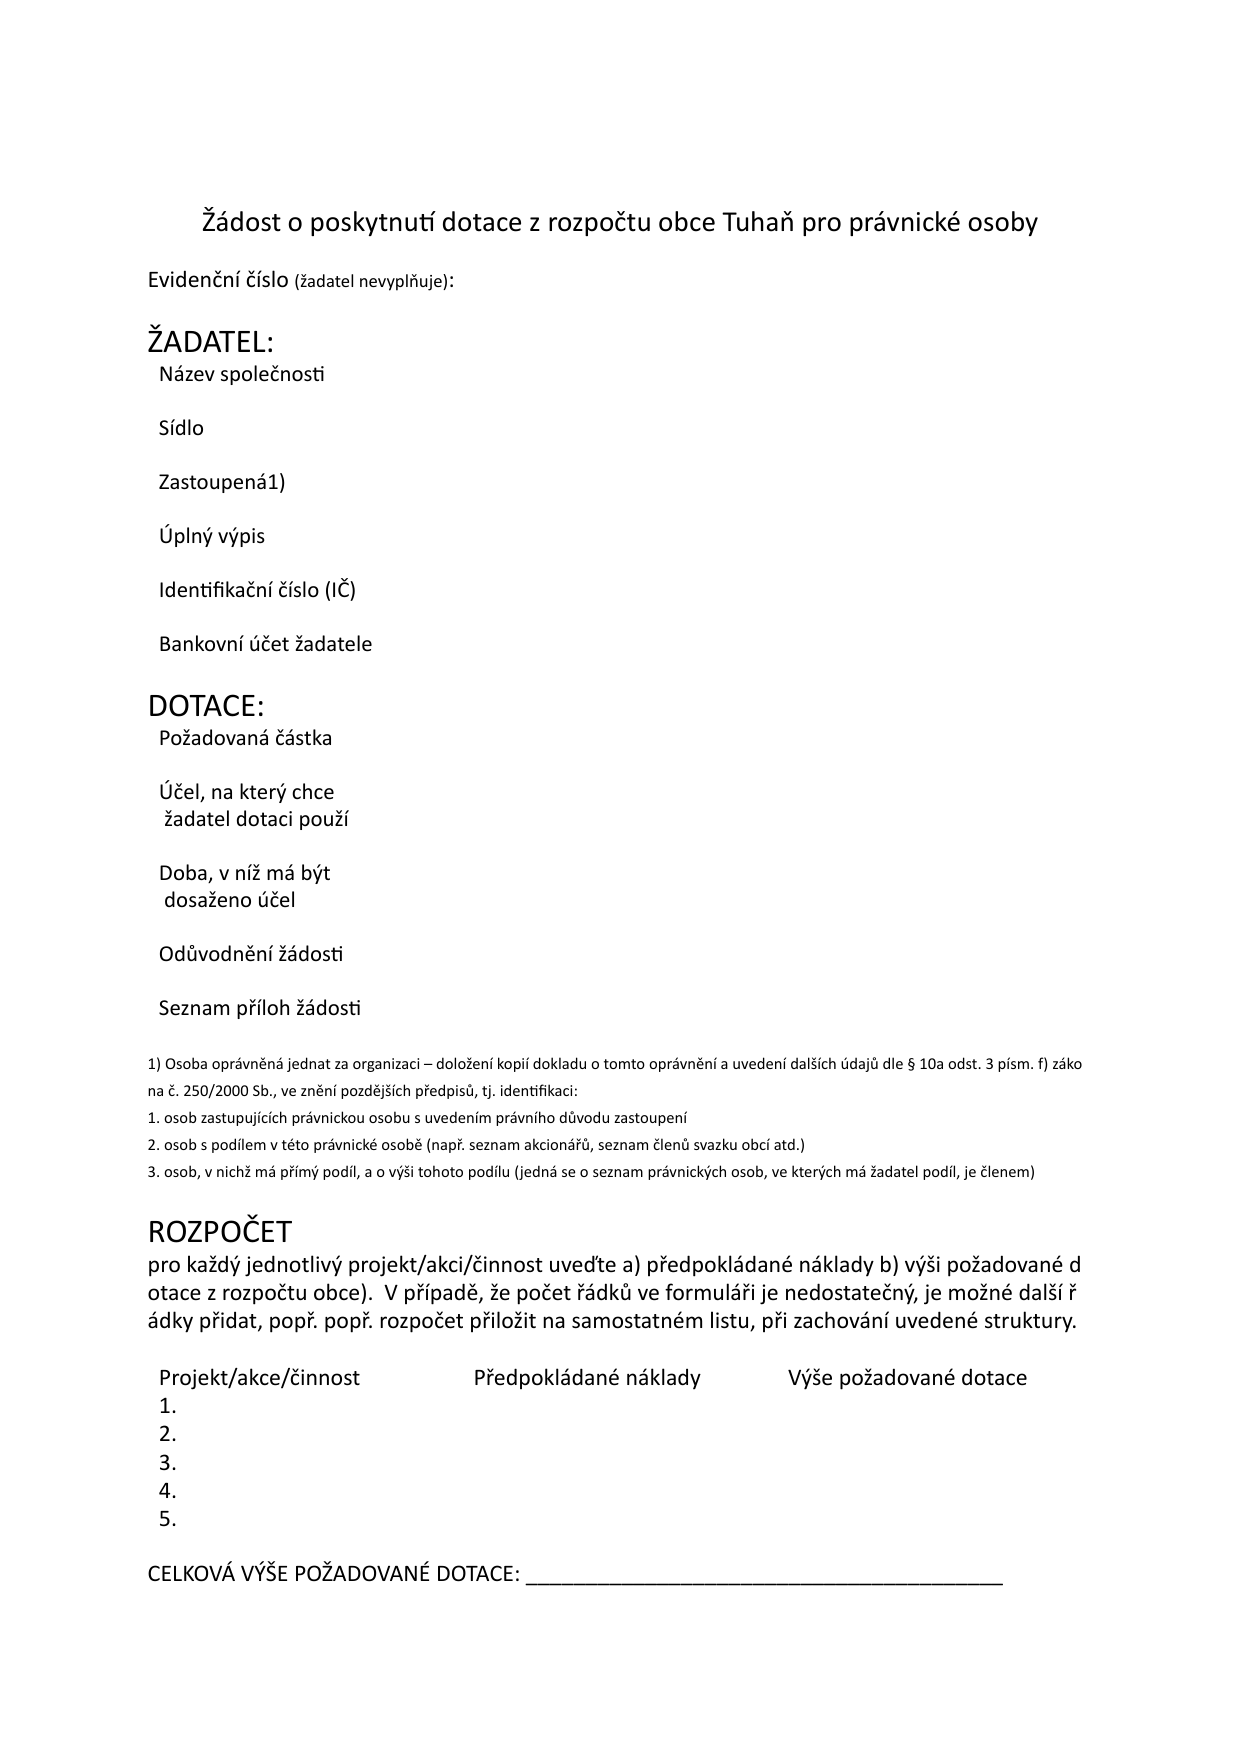 Žádost o poskytnutí dotace z rozpočtu obce Tuhaň pro právnické osoby
Evidenční číslo (žadatel nevyplňuje):
ŽADATEL:
Název společnosti
Sídlo
Zastoupená1)
Úplný výpis
Identifikační číslo (IČ)
Bankovní účet žadatele
DOTACE:
Požadovaná částka
Účel, na který chce
žadatel dotaci použí
Doba, v níž má být
dosaženo účel
Odůvodnění žádosti
Seznam příloh žádosti
1) Osoba oprávněná jednat za organizaci – doložení kopií dokladu o tomto oprávnění a uvedení dalších údajů dle § 10a odst. 3 písm. f) záko
na č. 250/2000 Sb., ve znění pozdějších předpisů, tj. identifikaci:
1. osob zastupujících právnickou osobu s uvedením právního důvodu zastoupení
2. osob s podílem v této právnické osobě (např. seznam akcionářů, seznam členů svazku obcí atd.)
3. osob, v nichž má přímý podíl, a o výši tohoto podílu (jedná se o seznam právnických osob, ve kterých má žadatel podíl, je členem)
ROZPOČET
pro každý jednotlivý projekt/akci/činnost uveďte a) předpokládané náklady b) výši požadované d
otace z rozpočtu obce).  V případě, že počet řádků ve formuláři je nedostatečný, je možné další ř
ádky přidat, popř. popř. rozpočet přiložit na samostatném listu, při zachování uvedené struktury.
Projekt/akce/činnost Předpokládané náklady Výše požadované dotace
1.
2.
3.
4.
5.
CELKOVÁ VÝŠE POŽADOVANÉ DOTACE: ________________________________________